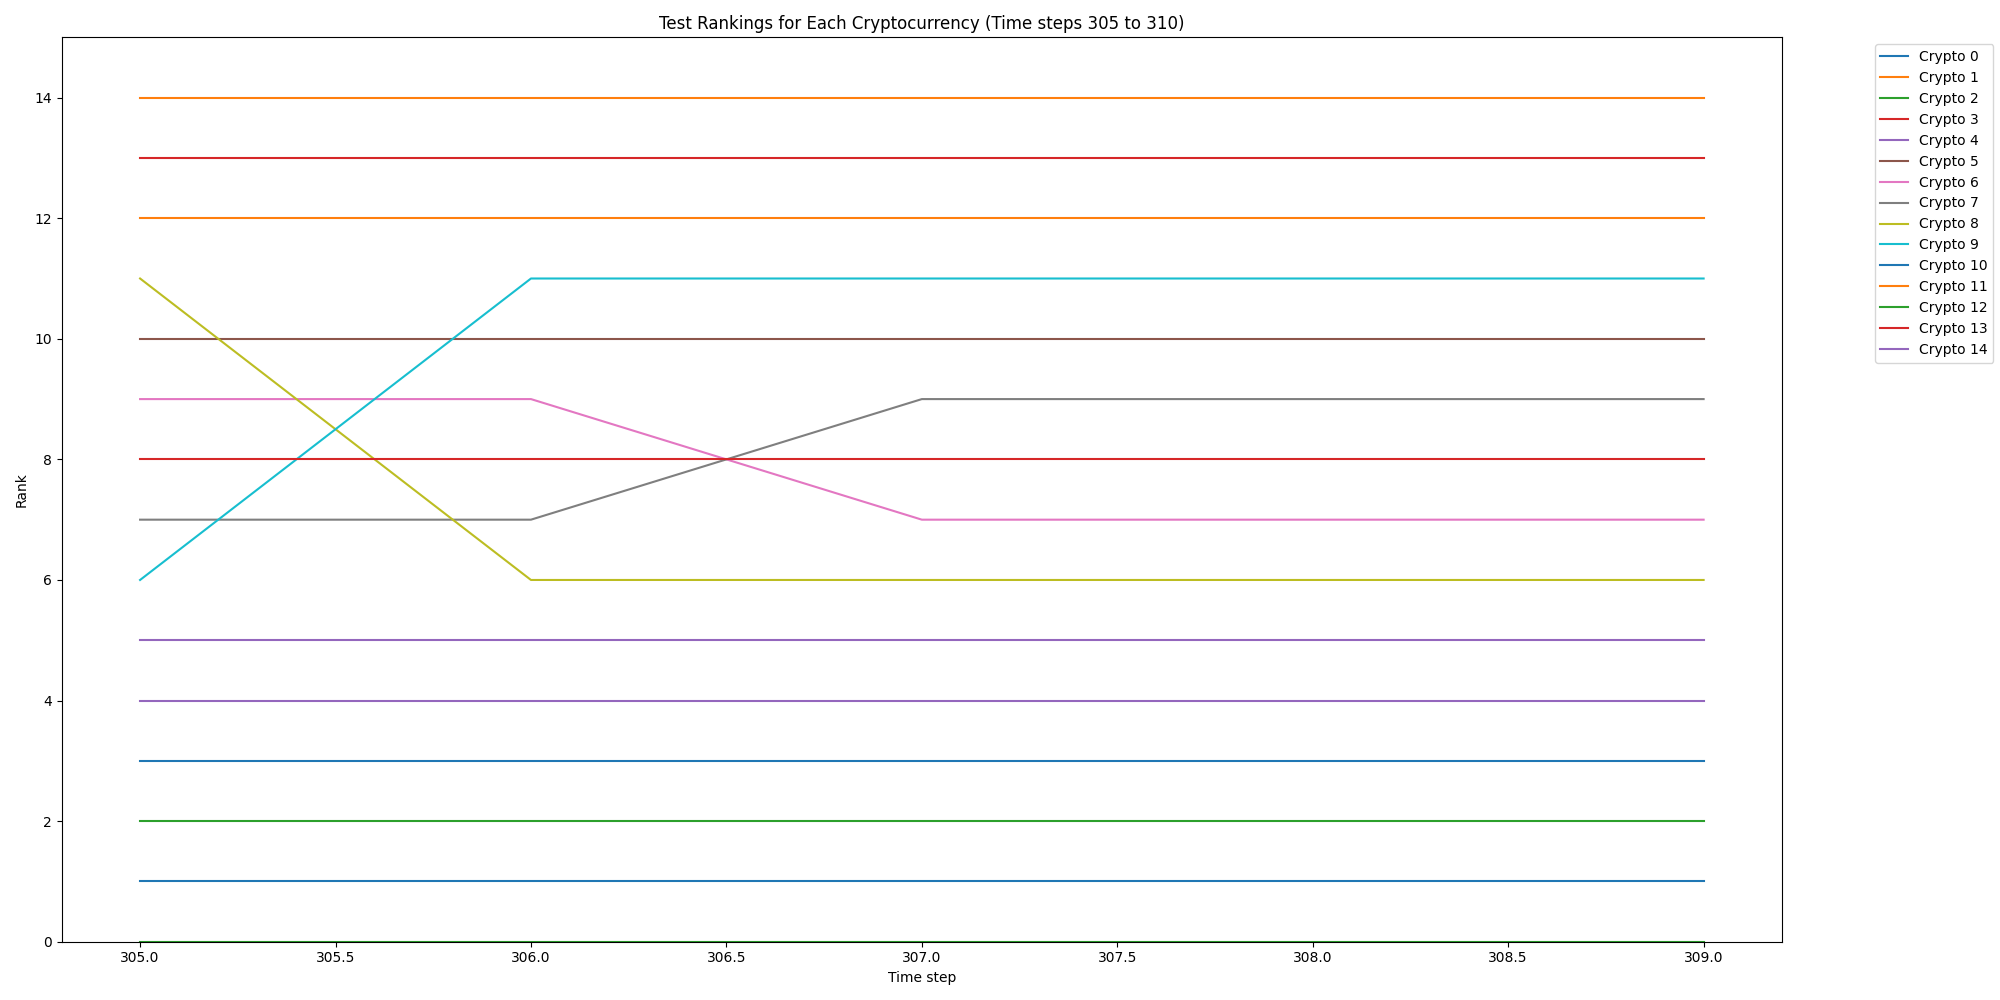 Test Rankings for Each Cryptocurrency (Time steps 305 to 310)
Crypto 0
Crypto 1
Crypto 2
Crypto 3
Crypto 4
Crypto 5
Crypto 6
Crypto 7
Crypto 8
Crypto 9
Crypto 10
Crypto 11
Crypto 12
Crypto 13
Crypto 14
Rank
14
12
10
8
6
4
2
0
305.0 305.5 306.0 306.5 307.0 307.5 308.0 308.5 309.0
Time step